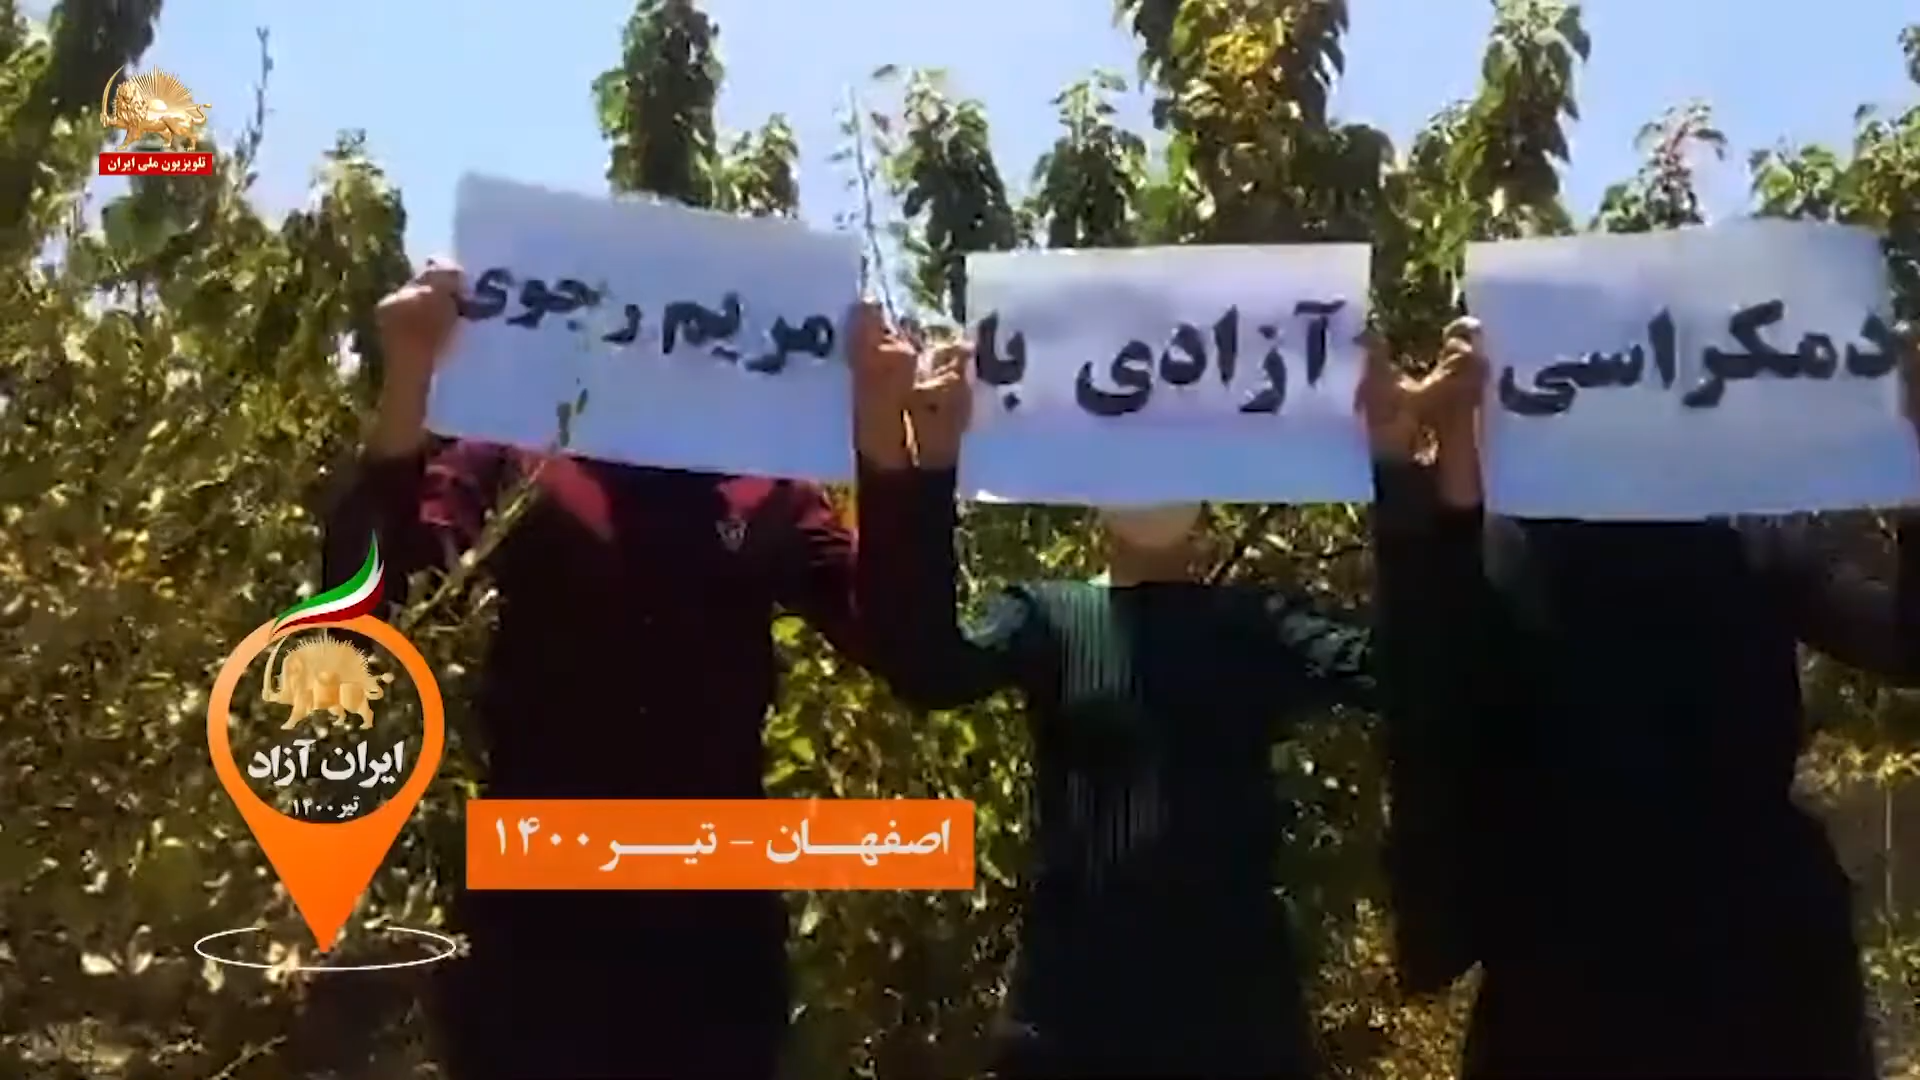 تلویزیون ملی ایران
دمکراسی آزادی با مریم رجوی
ایران آزاد
تیر ۱۴۰۰
اصفهان - تیر ۱۴۰۰